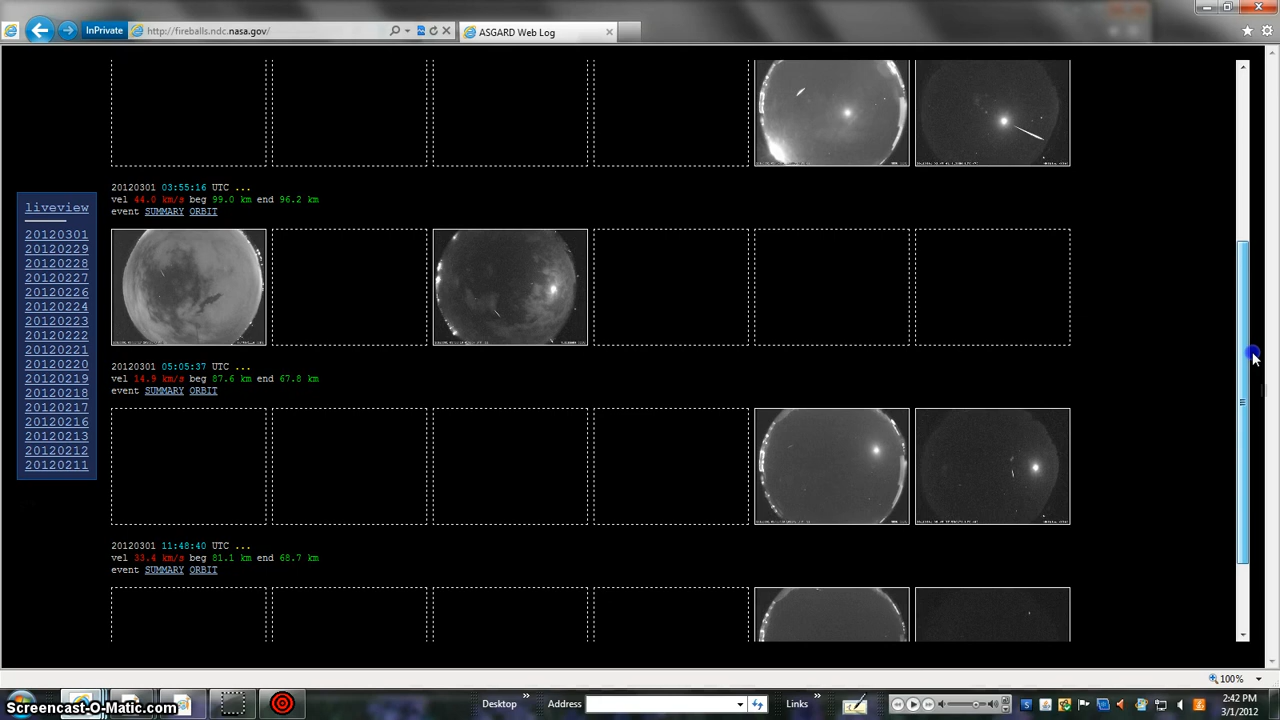 InPrivate
http://fireballs.ndc.nasa.gov/
ASGARD Web Log
20120301 03:55:16 UTC ...
vel 44.0 km/s beg 99.0 km end 96.2 km
event SUMMARY ORBIT
liveview
20120301
20120229
20120228
20120227
20120226
20120224
20120223
20120222
20120221
20120220
20120219
20120218
20120217
20120216
20120213
20120212
20120211
20120301 05:05:37 UTC ...
vel 14.9 km/s beg 87.6 km end 67.8 km
event SUMMARY ORBIT
20120301 11:48:40 UTC ...
vel 33.4 km/s beg 81.1 km end 68.7 km
event SUMMARY ORBIT
100%
Desktop
Address
Links
2:42 PM
3/1/2012
Screencast-O-Matic.com